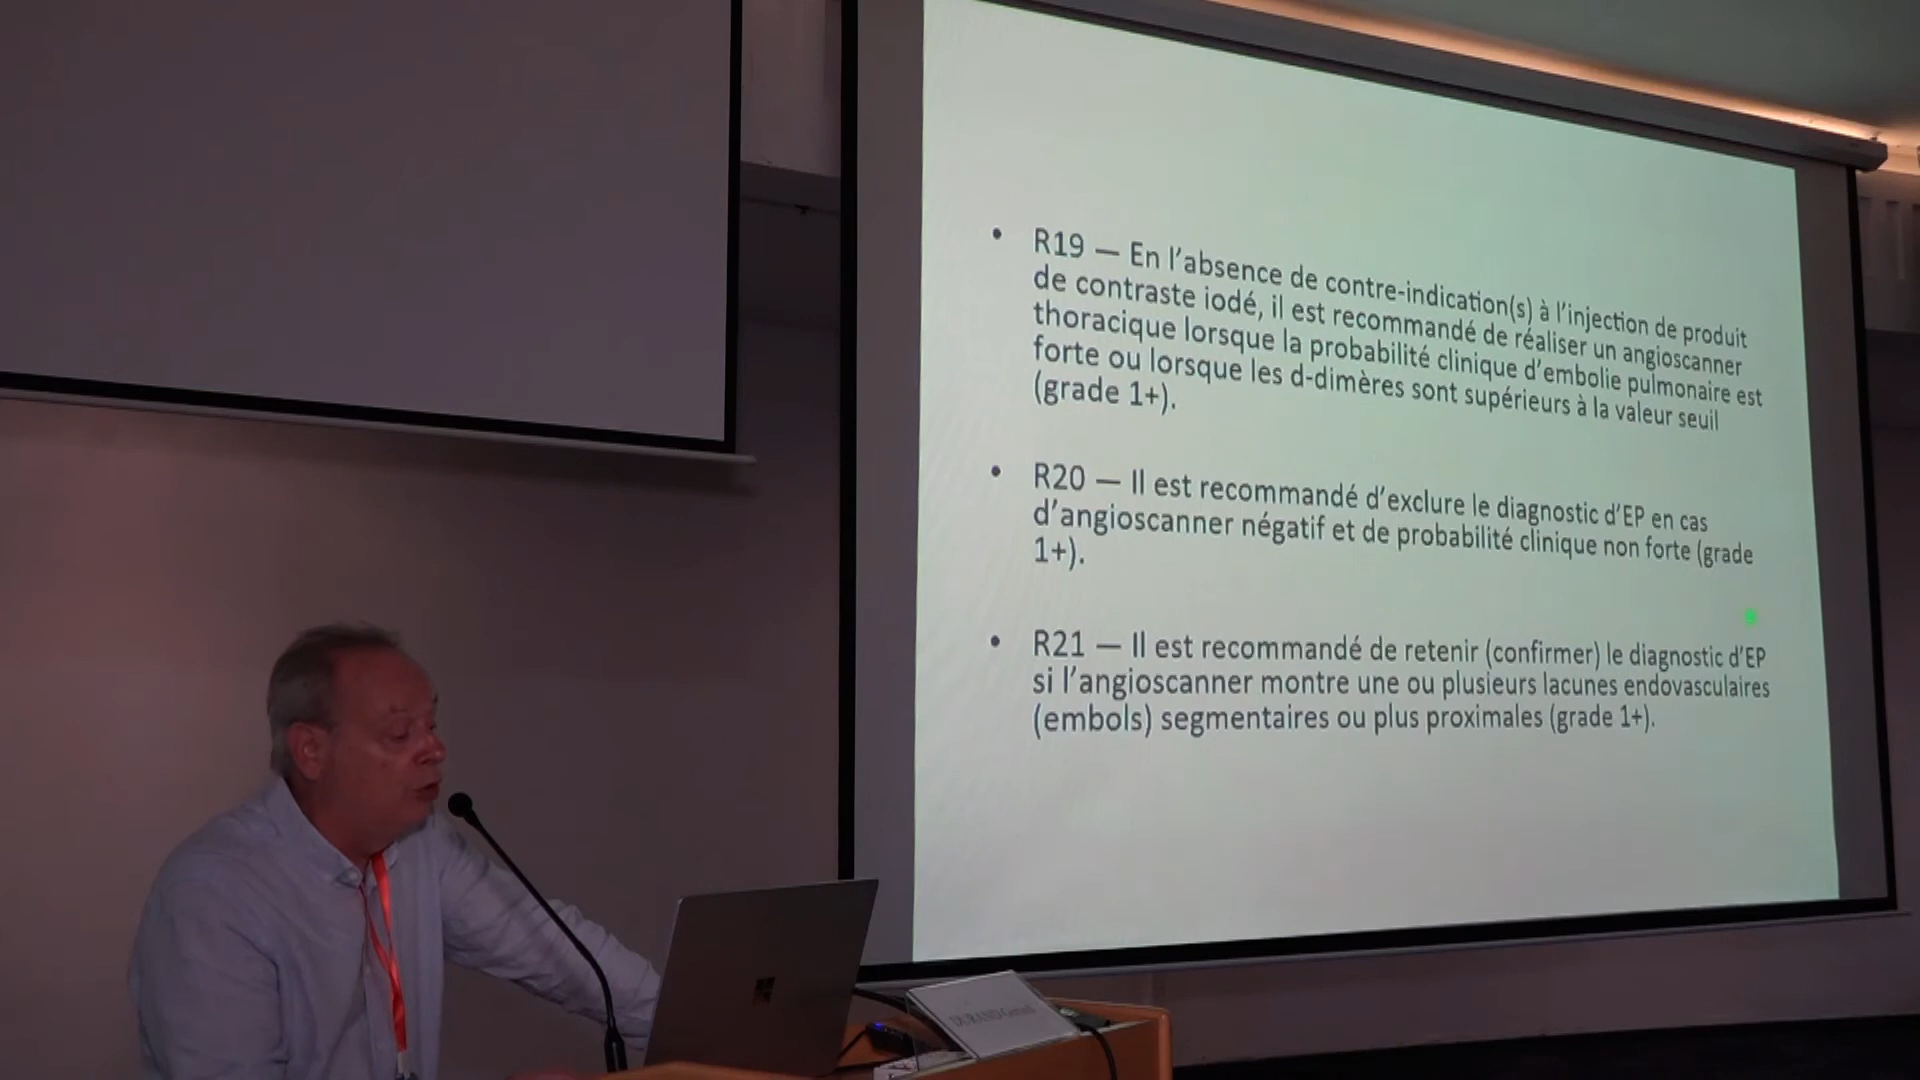 • R19 — En l’absence de contre-indication(s) à l’injection de produit
de contraste iodé, il est recommandé de réaliser un angioscanner
thoracique lorsque la probabilité clinique d’embolie pulmonaire est
forte ou lorsque les d-dimères sont supérieurs à la valeur seuil
(grade 1+).
• R20 — Il est recommandé d’exclure le diagnostic d’EP en cas
d’angioscanner négatif et de probabilité clinique non forte (grade
1+).
• R21 — Il est recommandé de retenir (confirmer) le diagnostic d’EP
si l’angioscanner montre une ou plusieurs lacunes endovasculaires
(embols) segmentaires ou plus proximales (grade 1+).
DURAND